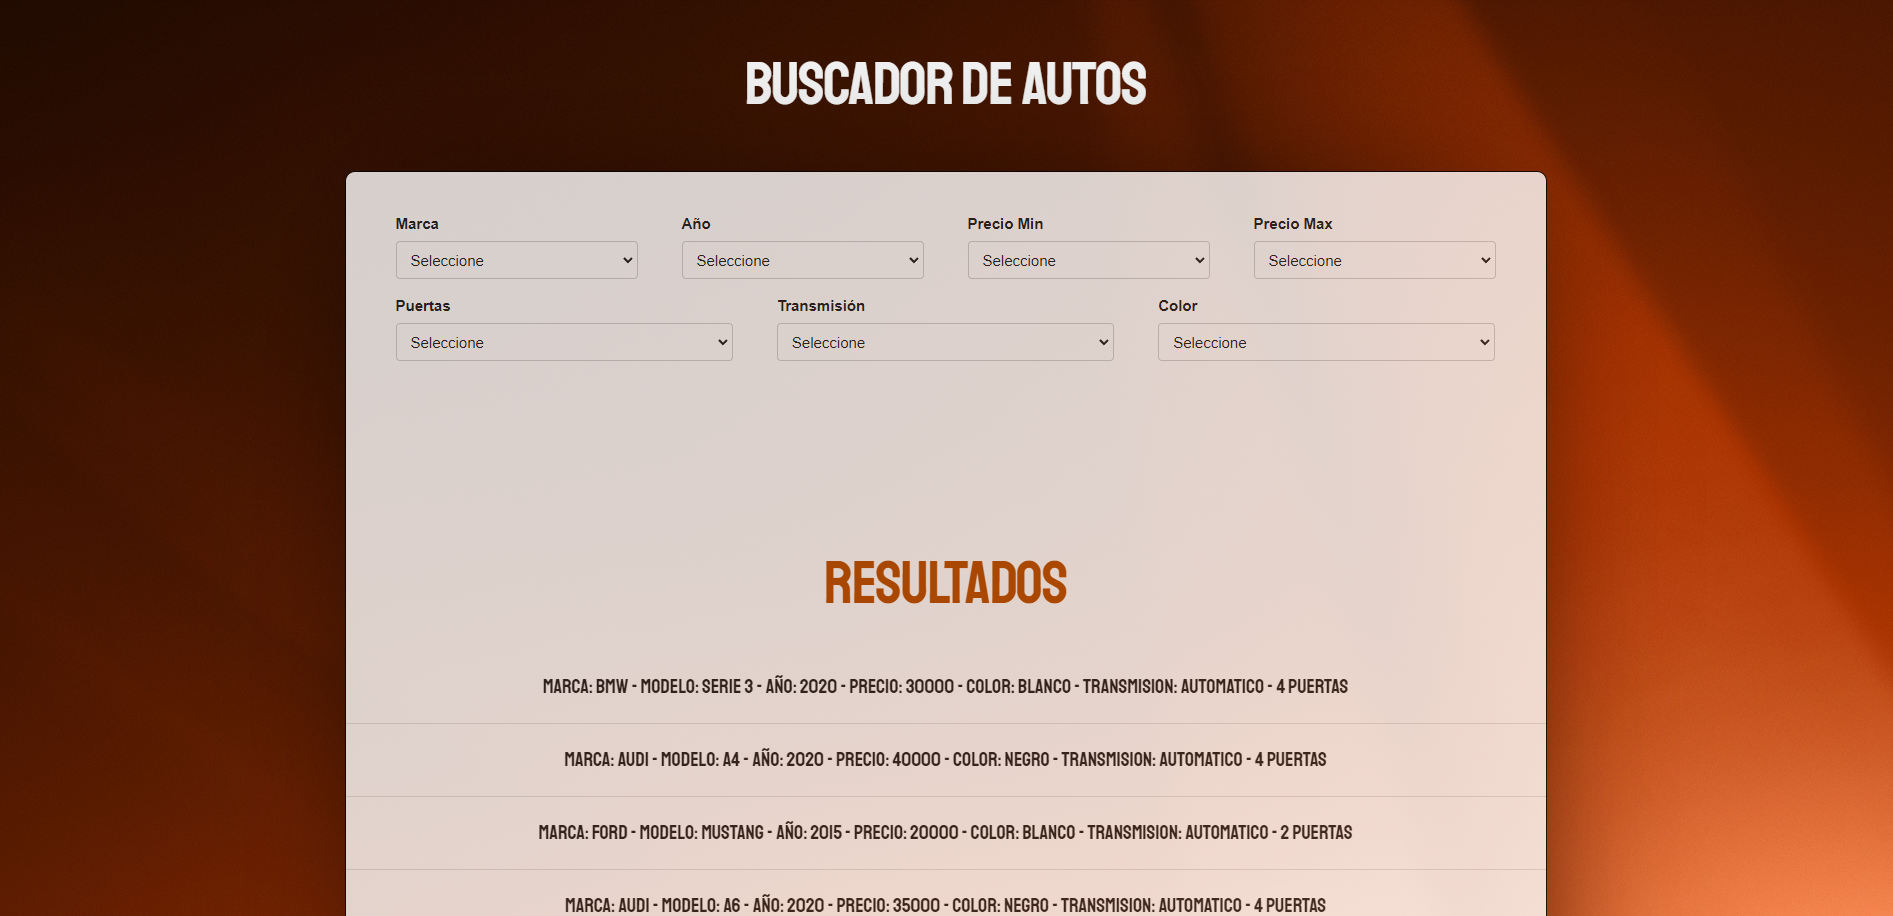 BUSCADOR DE AUTOS
Marca Año Precio Min Precio Max
Seleccione Seleccione Seleccione Seleccione
Puertas Transmisión Color
Seleccione Seleccione Seleccione
RESULTADOS
MARCA: BMW - MODELO: SERIE 3 - AÑO: 2020 - PRECIO: 30000 - COLOR: BLANCO - TRANSMISION: AUTOMATICO - 4 PUERTAS
MARCA: AUDI - MODELO: A4 - AÑO: 2020 - PRECIO: 40000 - COLOR: NEGRO - TRANSMISION: AUTOMATICO - 4 PUERTAS
MARCA: FORD - MODELO: MUSTANG - AÑO: 2015 - PRECIO: 20000 - COLOR: BLANCO - TRANSMISION: AUTOMATICO - 2 PUERTAS
MARCA: AUDI - MODELO: A6 - AÑO: 2020 - PRECIO: 35000 - COLOR: NEGRO - TRANSMISION: AUTOMATICO - 4 PUERTAS